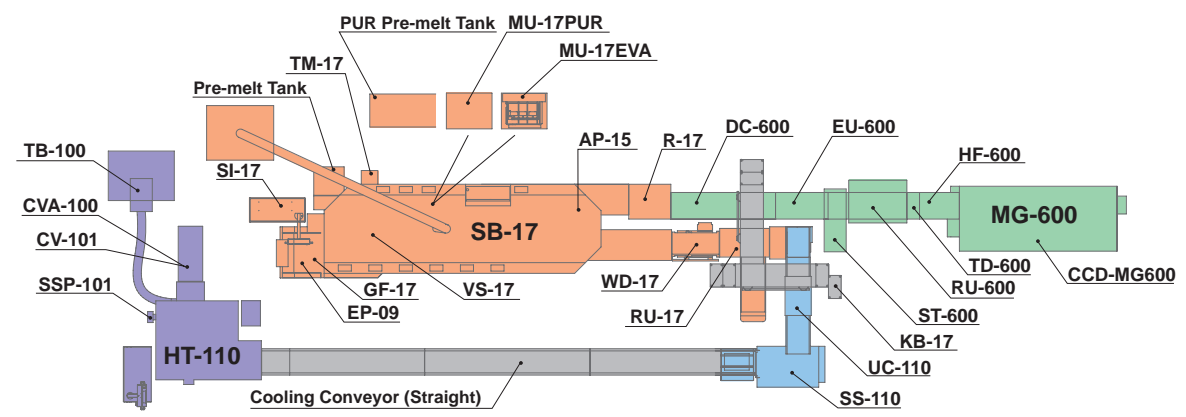 PUR Pre-melt Tank
MU-17PUR
MU-17EVA
TM-17
Pre-melt Tank
TB-100
SI-17
AP-15
R-17
DC-600
EU-600
HF-600
CVA-100
CV-101
SSP-101
SB-17
MG-600
GF-17
EP-09
VS-17
WD-17
RU-17
TD-600
RU-600
CCD-MG600
ST-600
KB-17
UC-110
SS-110
HT-110
Cooling Conveyor (Straight)